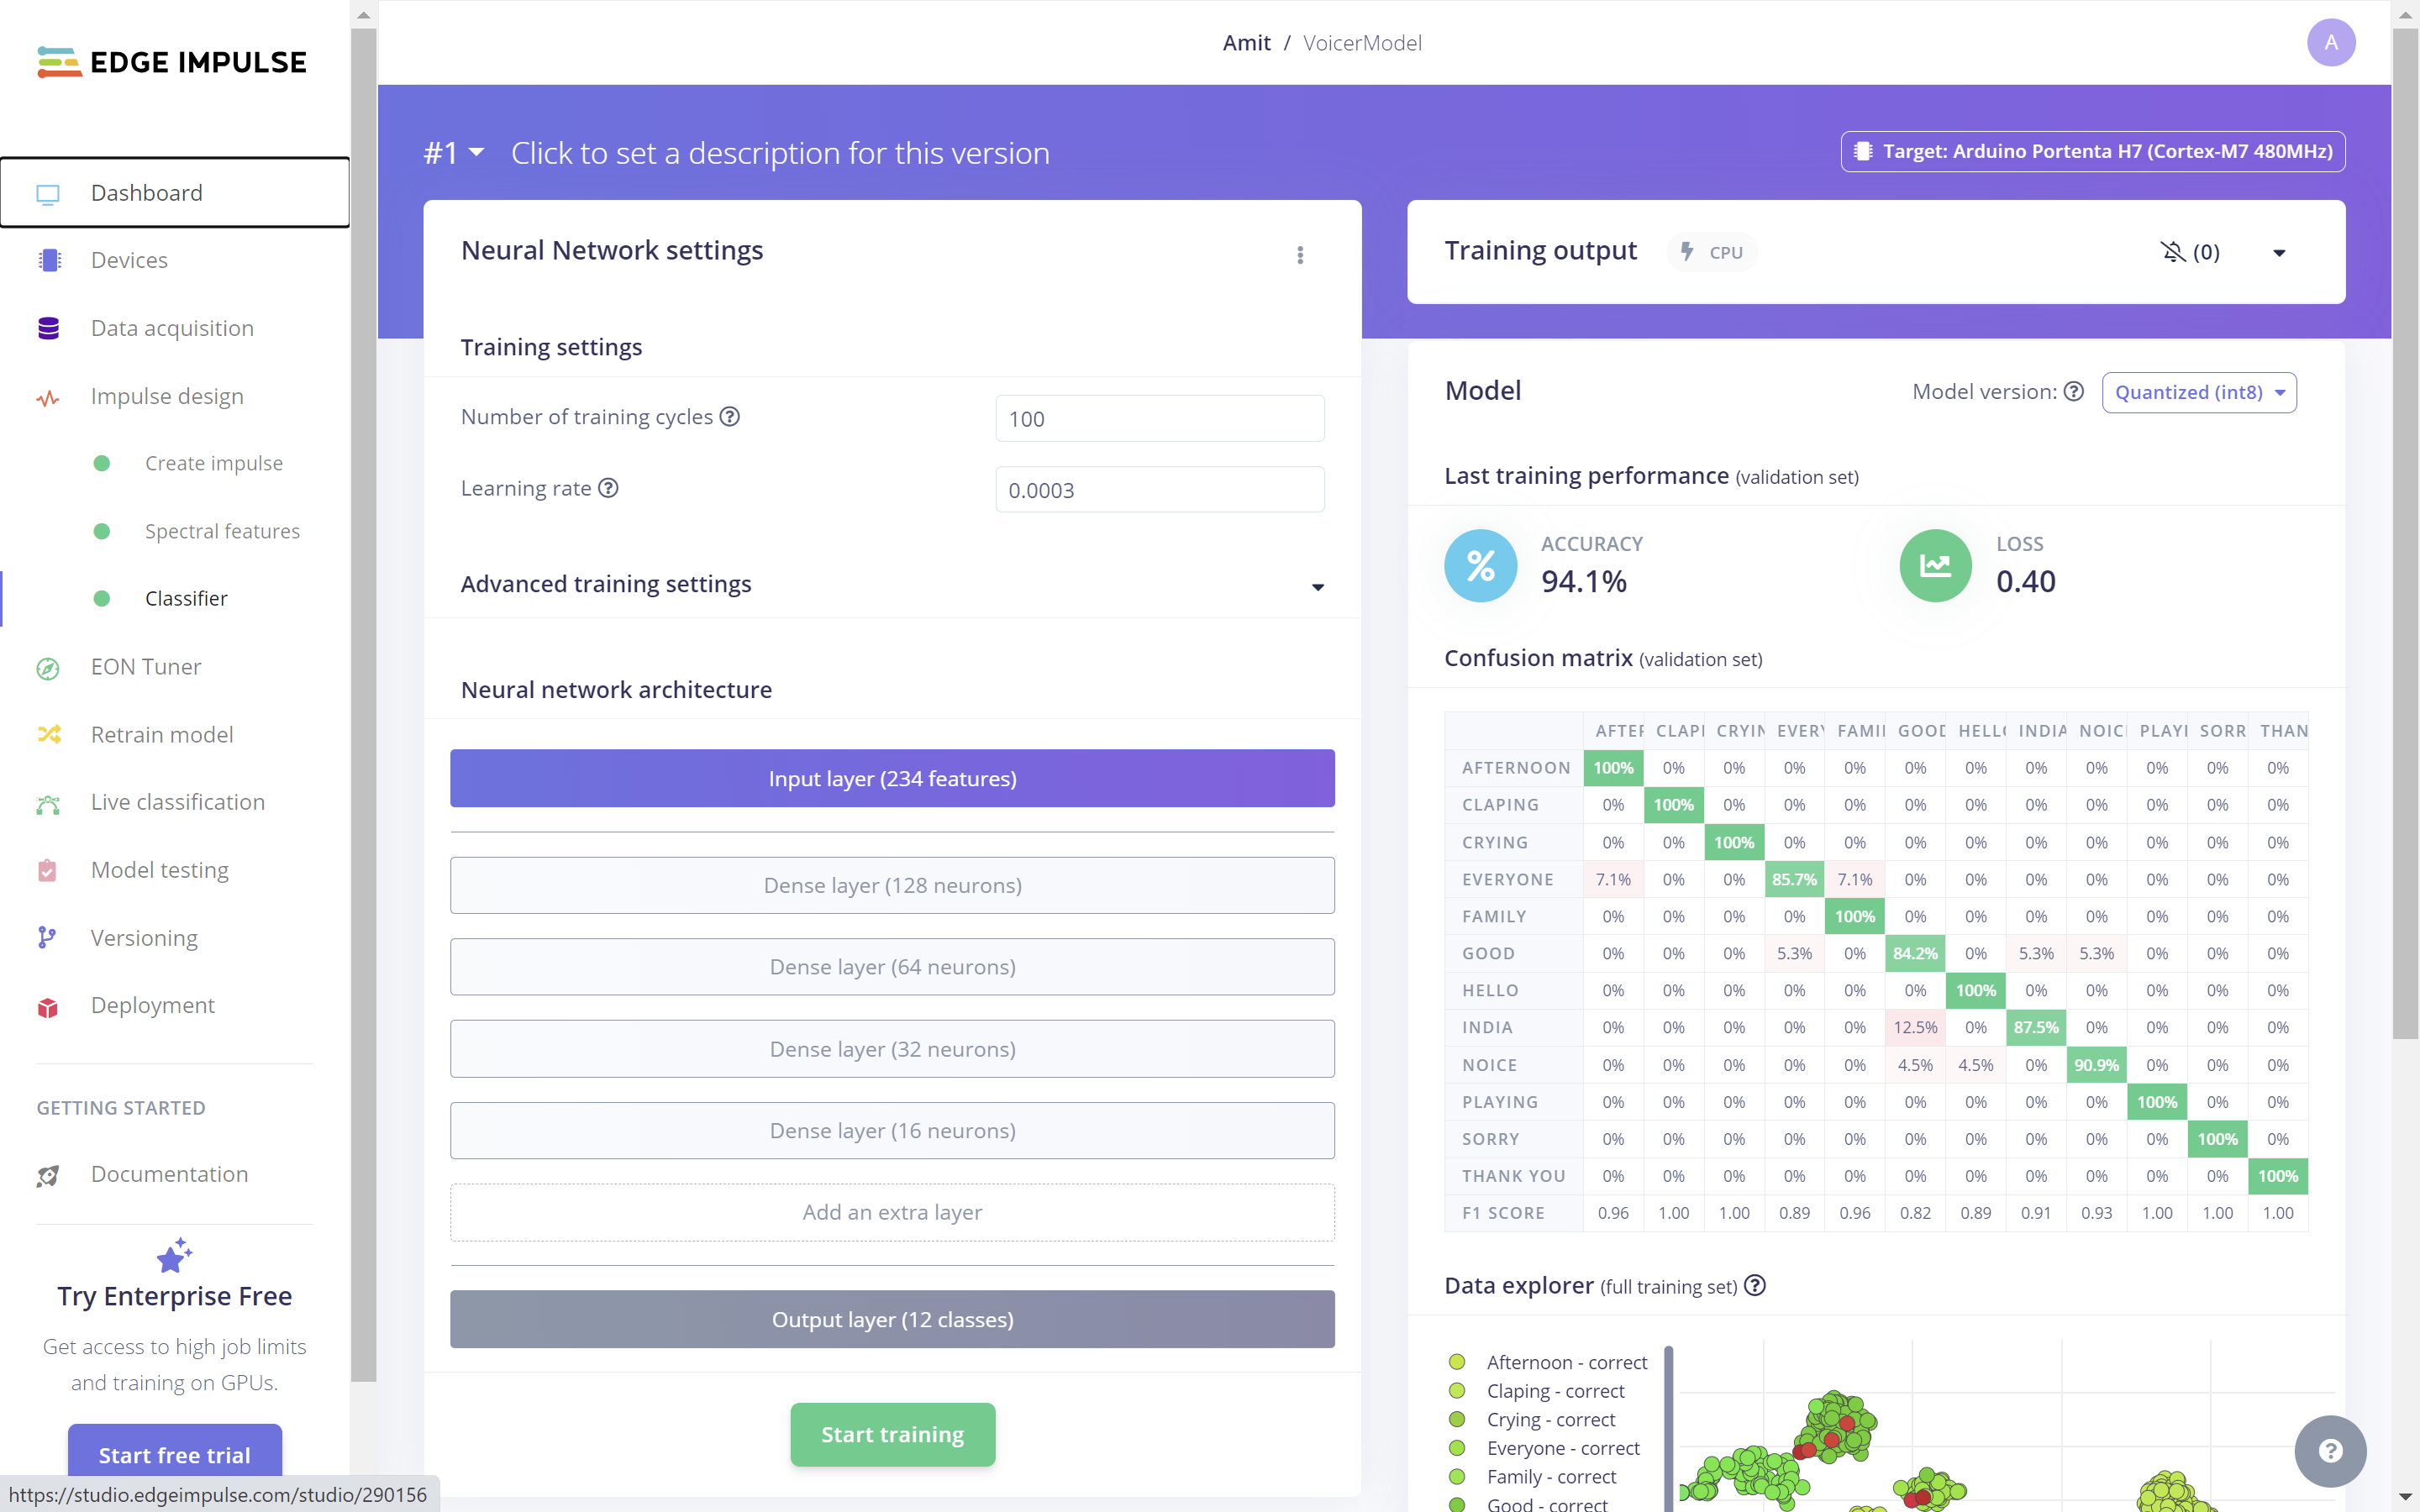 EDGE IMPULSE
Dashboard
Devices
Data acquisition
Impulse design
Create impulse
Spectral features
Classifier
EON Tuner
Retrain model
Live classification
Model testing
Versioning
Deployment
GETTING STARTED
Documentation
Try Enterprise Free
Get access to high job limits
and training on GPUs.
Start free trial
https://studio.edgeimpulse.com/studio/290156
Amit / VoicerModel
A
#1 Click to set a description for this version
Target: Arduino Portenta H7 (Cortex-M7 480MHz)
Neural Network settings
Training settings
Number of training cycles ? 100
Learning rate ? 0.0003
Advanced training settings
Neural network architecture
Input layer (234 features)
Dense layer (128 neurons)
Dense layer (64 neurons)
Dense layer (32 neurons)
Dense layer (16 neurons)
Add an extra layer
Output layer (12 classes)
Start training
Training output CPU (0)
Model Model version: ? Quantized (int8)
Last training performance (validation set)
% ACCURACY
94.1%
LOSS
0.40
Confusion matrix (validation set)
AFTER CLAPI CRYIN EVERY FAMI GOOD HELLO INDIA NOIC PLAYI SORR THAN
AFTERNOON 100% 0% 0% 0% 0% 0% 0% 0% 0% 0% 0% 0%
CLAPING 0% 100% 0% 0% 0% 0% 0% 0% 0% 0% 0% 0%
CRYING 0% 0% 100% 0% 0% 0% 0% 0% 0% 0% 0% 0%
EVERYONE 7.1% 0% 0% 85.7% 7.1% 0% 0% 0% 0% 0% 0% 0%
FAMILY 0% 0% 0% 0% 100% 0% 0% 0% 0% 0% 0% 0%
GOOD 0% 0% 0% 5.3% 0% 84.2% 0% 5.3% 5.3% 0% 0% 0%
HELLO 0% 0% 0% 0% 0% 0% 100% 0% 0% 0% 0% 0%
INDIA 0% 0% 0% 0% 0% 12.5% 0% 87.5% 0% 0% 0% 0%
NOICE 0% 0% 0% 0% 0% 4.5% 4.5% 0% 90.9% 0% 0% 0%
PLAYING 0% 0% 0% 0% 0% 0% 0% 0% 0% 100% 0% 0%
SORRY 0% 0% 0% 0% 0% 0% 0% 0% 0% 0% 100% 0%
THANK YOU 0% 0% 0% 0% 0% 0% 0% 0% 0% 0% 0% 100%
F1 SCORE 0.96 1.00 1.00 0.89 0.96 0.82 0.89 0.91 0.93 1.00 1.00 1.00
Data explorer (full training set) ?
Afternoon - correct
Claping - correct
Crying - correct
Everyone - correct
Family - correct
Good - correct
?